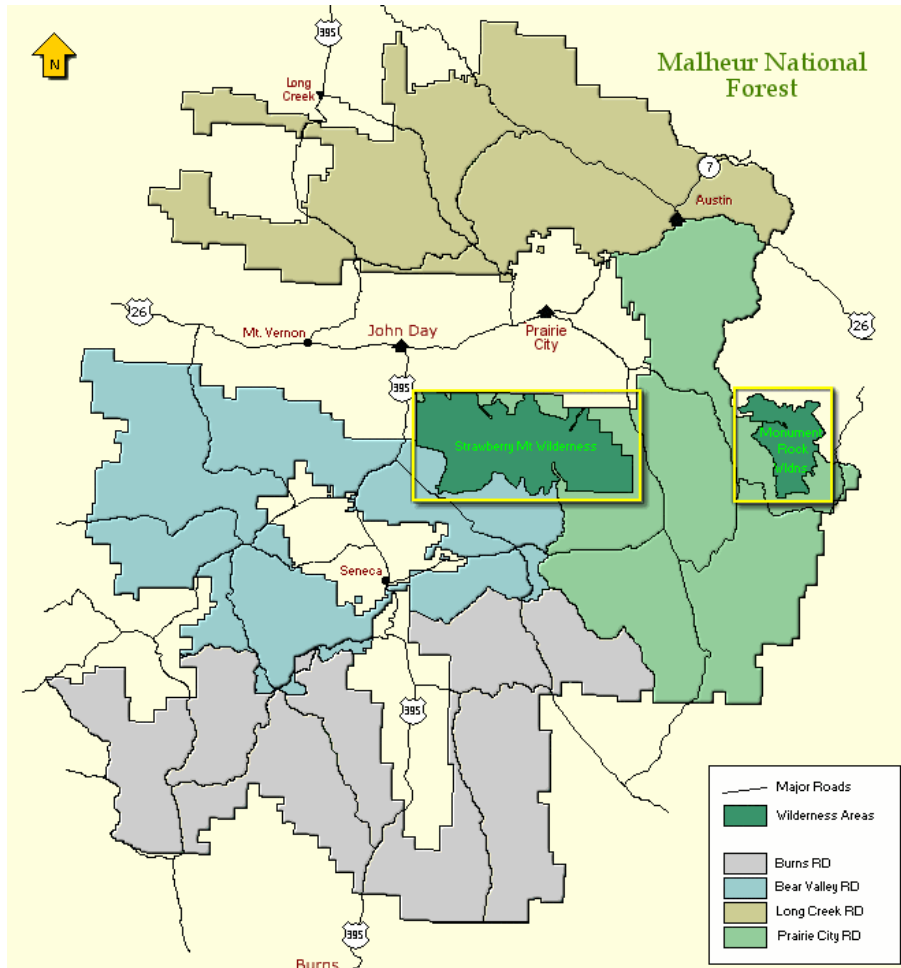 395
N
Malheur National
Forest
Long
Creek
7
Austin
26
Mt. Vernon
John Day
Prairie
City
26
395
Strawberry Mt Wilderness
Monument
Rock
Wldns
Seneca
395
Major Roads
Wilderness Areas
Burns RD
Bear Valley RD
Long Creek RD
Prairie City RD
395
Burns